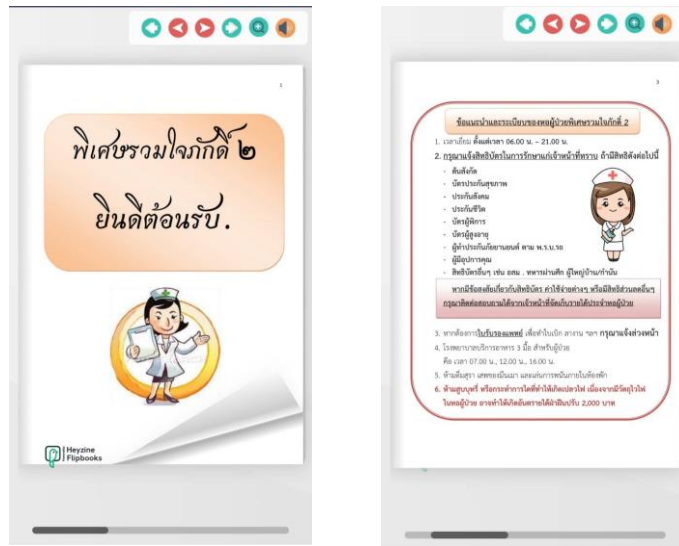 1
พิเศษรวมใจภักดิ์ ๒
ยินดีต้อนรับ.
Heyzine
Flipbooks
3
ข้อแนะนำและระเบียบของหอผู้ป่วยพิเศษรวมใจภักดิ์ 2
1. เวลาเยี่ยม ตั้งแต่เวลา 06.00 น. – 21.00 น.
2. กรุณาแจ้งสิทธิบัตรในการรักษาแก่เจ้าหน้าที่ทราบ ถ้ามีสิทธิดังต่อไปนี้
- ต้นสังกัด
- บัตรประกันสุขภาพ
- ประกันสังคม
- ประกันชีวิต
- บัตรผู้พิการ
- บัตรผู้สูงอายุ
- ผู้ทำประกันภัยยานยนต์ ตาม พ.ร.บ.รถ
- ผู้มีอุปการคุณ
- สิทธิบัตรอื่นๆ เช่น อสม . ทหารผ่านศึก ผู้ใหญ่บ้าน/กำนัน
หากมีข้อสงสัยเกี่ยวกับสิทธิบัตร ค่าใช้จ่ายต่างๆ หรือมีสิทธิส่วนลดอื่นๆ
กรุณาติดต่อสอบถามได้จากเจ้าหน้าที่จัดเก็บรายได้ประจำหอผู้ป่วย
3. หากต้องการใบรับรองแพทย์ เพื่อทำใบเบิก ลางาน ฯลฯ กรุณาแจ้งล่วงหน้า
4. โรงพยาบาลบริการอาหาร 3 มื้อ สำหรับผู้ป่วย
คือ เวลา 07.00 น., 12.00 น., 16.00 น.
5. ห้ามดื่มสุรา เสพของมึนเมา และเล่นการพนันภายในห้องพัก
6. ห้ามสูบบุหรี่ หรือกระทำการใดที่ทำให้เกิดเปลวไฟ เนื่องจากมีวัตถุไวไฟ
ในหอผู้ป่วย อาจทำให้เกิดอันตรายได้ฝ่าฝืนปรับ 2,000 บาท